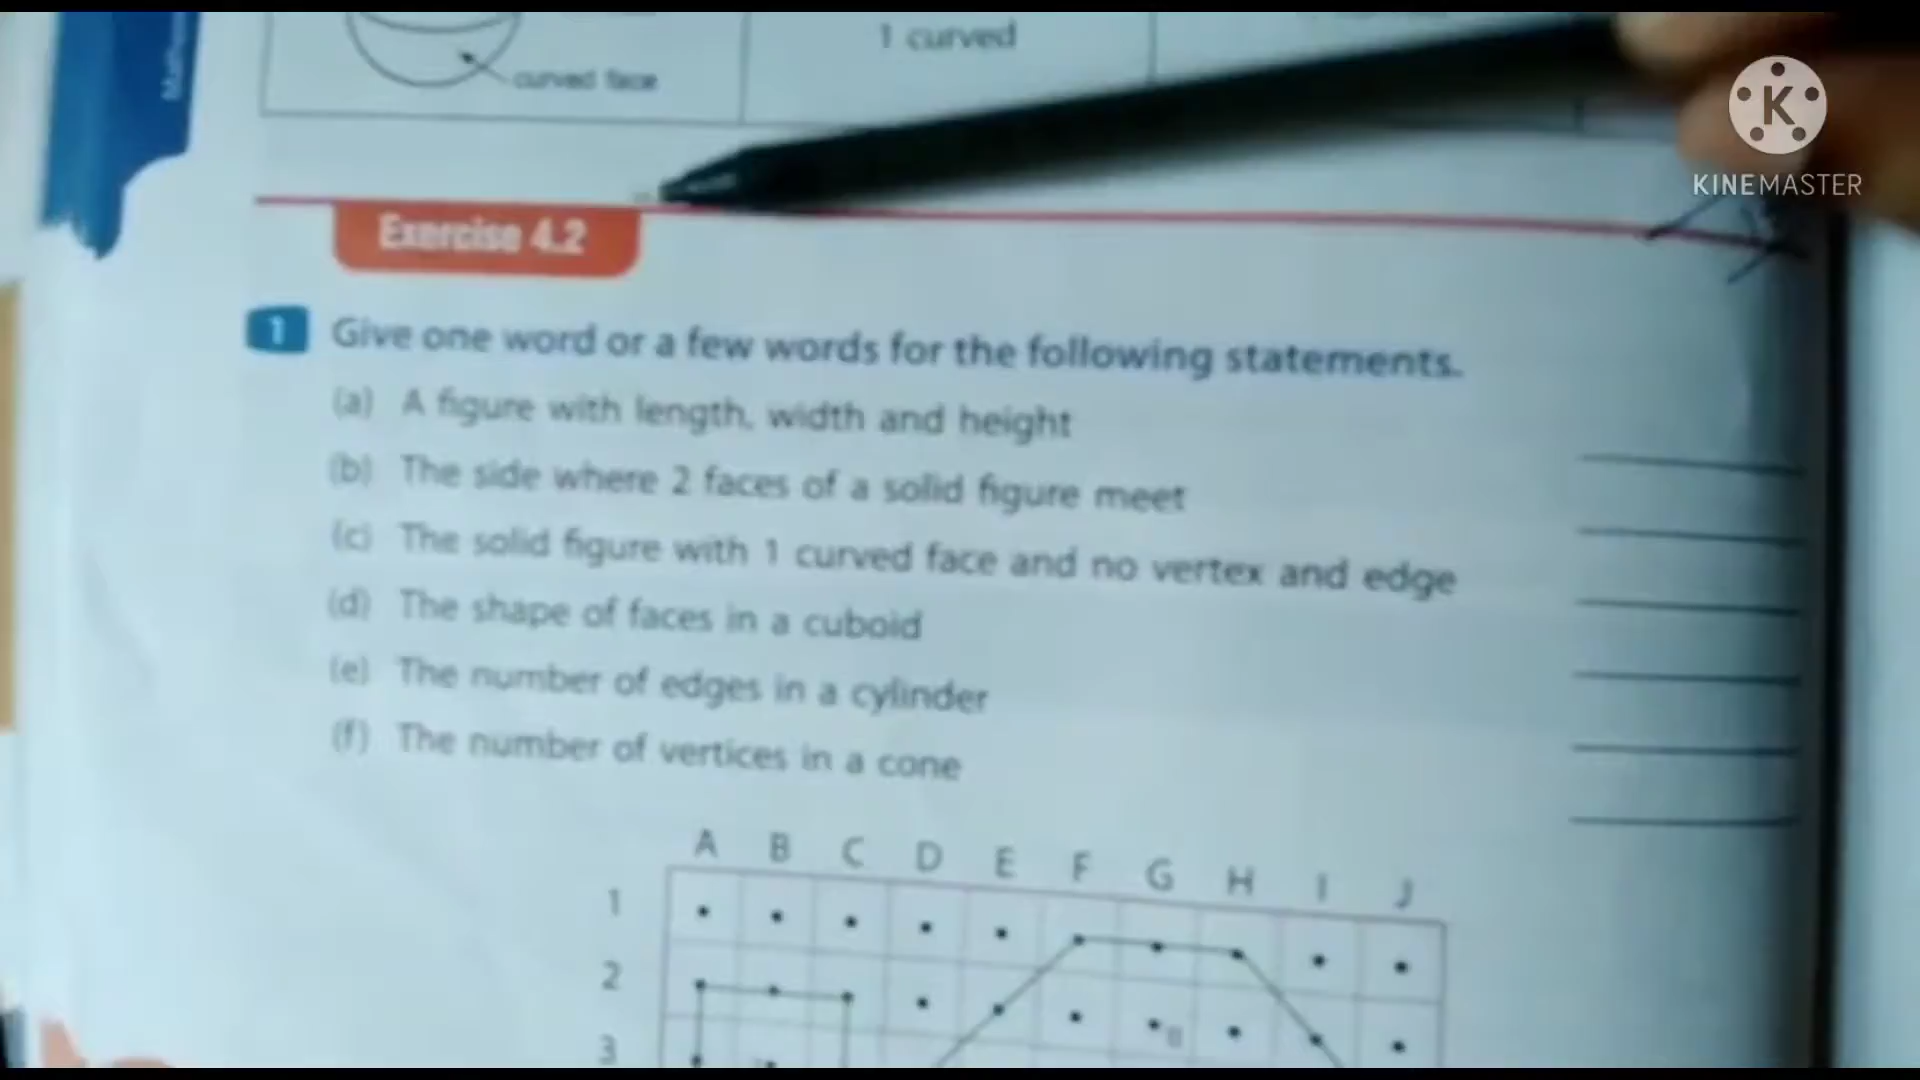 1 curved
curved face
KINEMASTER
Exercise 4.2
1 Give one word or a few words for the following statements.
(a) A figure with length, width and height
(b) The side where 2 faces of a solid figure meet
(c) The solid figure with 1 curved face and no vertex and edge
(d) The shape of faces in a cuboid
(e) The number of edges in a cylinder
(f) The number of vertices in a cone
A B C D E F G H I J
1
2
3